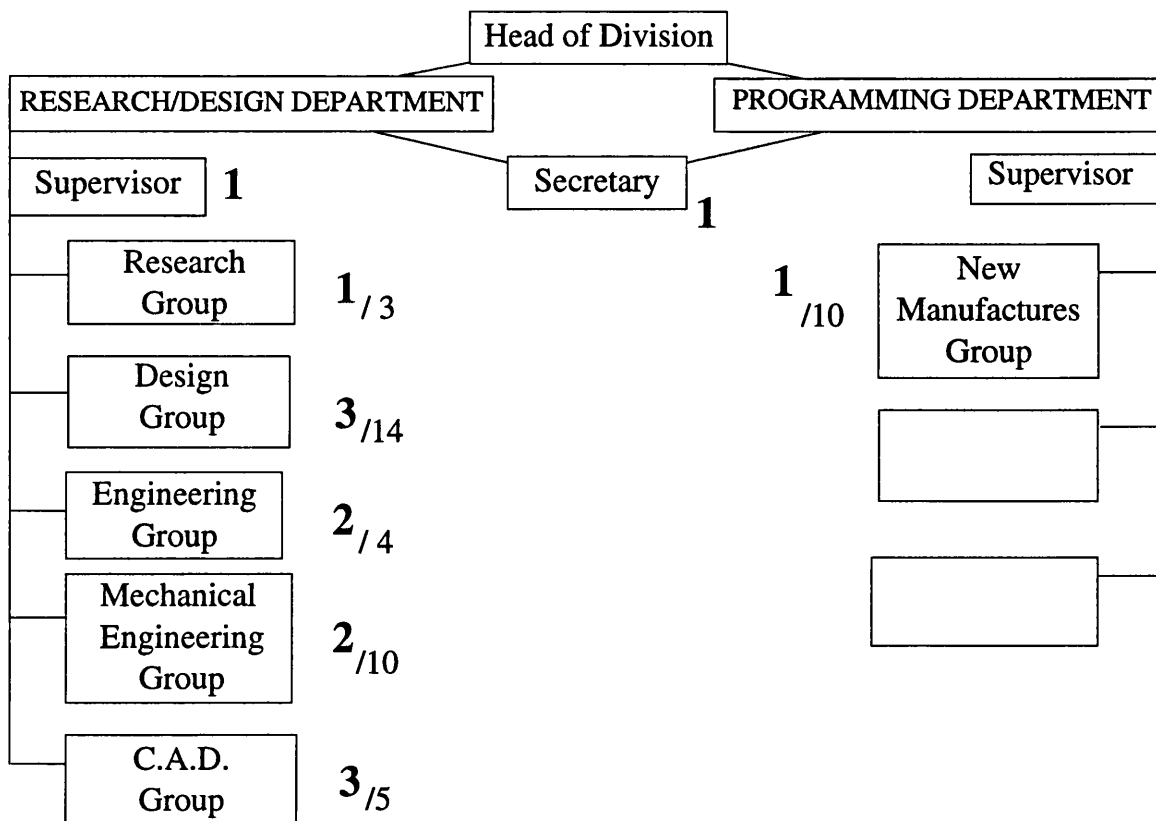 Head of Division
RESEARCH/DESIGN DEPARTMENT
PROGRAMMING DEPARTMENT
Supervisor 1
Secretary 1
Supervisor
Research
Group
1/3
Design
Group
3/14
Engineering
Group
2/4
Mechanical
Engineering
Group
2/10
C.A.D.
Group
3/5
1/10
New
Manufactures
Group